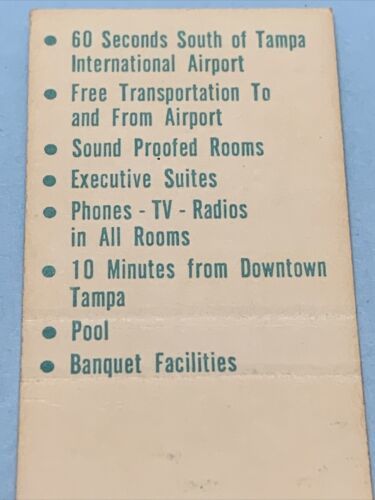 • 60 Seconds South of Tampa
International Airport
• Free Transportation To
and From Airport
• Sound Proofed Rooms
• Executive Suites
• Phones - TV - Radios
in All Rooms
• 10 Minutes from Downtown
Tampa
• Pool
• Banquet Facilities